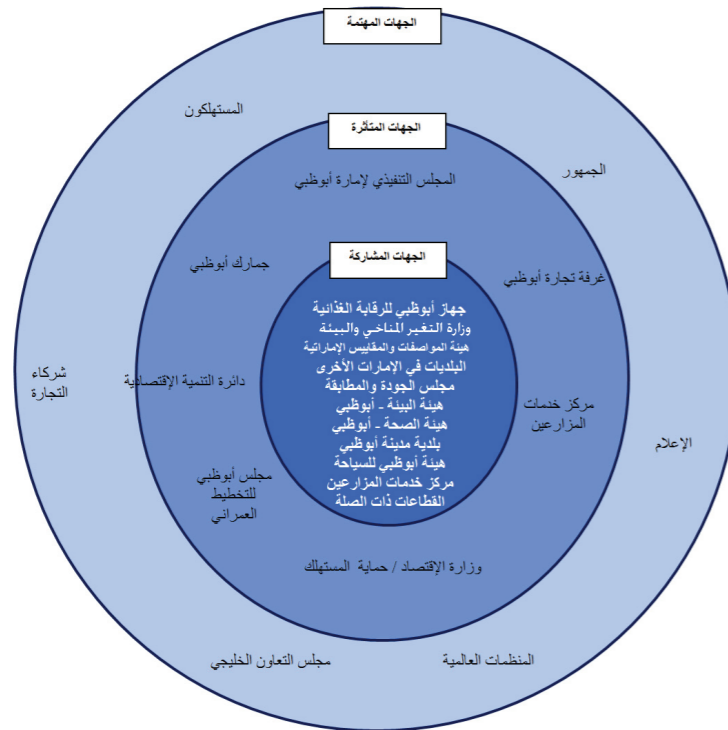 الجهات المهتمة
المستهلكون
الجهات المتأثرة
الجمهور
المجلس التنفيذي لإمارة أبوظبي
الجهات المشاركة
جمارك أبوظبي
غرفة تجارة أبوظبي
جهاز أبوظبي للرقابة الغذائية
وزارة التغير المناخي والبيئة
هيئة المواصفات والمقاييس الإماراتية
البلديات في الإمارات الأخرى
مجلس الجودة والمطابقة
هيئة البيئة - أبوظبي
هيئة الصحة - أبوظبي
بلدية مدينة أبوظبي
هيئة أبوظبي للسياحة
مركز خدمات المزارعين
القطاعات ذات الصلة
شركاء
التجارة
دائرة التنمية الإقتصادية
مركز خدمات
المزارعين
الإعلام
مجلس أبوظبي
للتخطيط
العمراني
وزارة الإقتصاد / حماية المستهلك
المنظمات العالمية
مجلس التعاون الخليجي